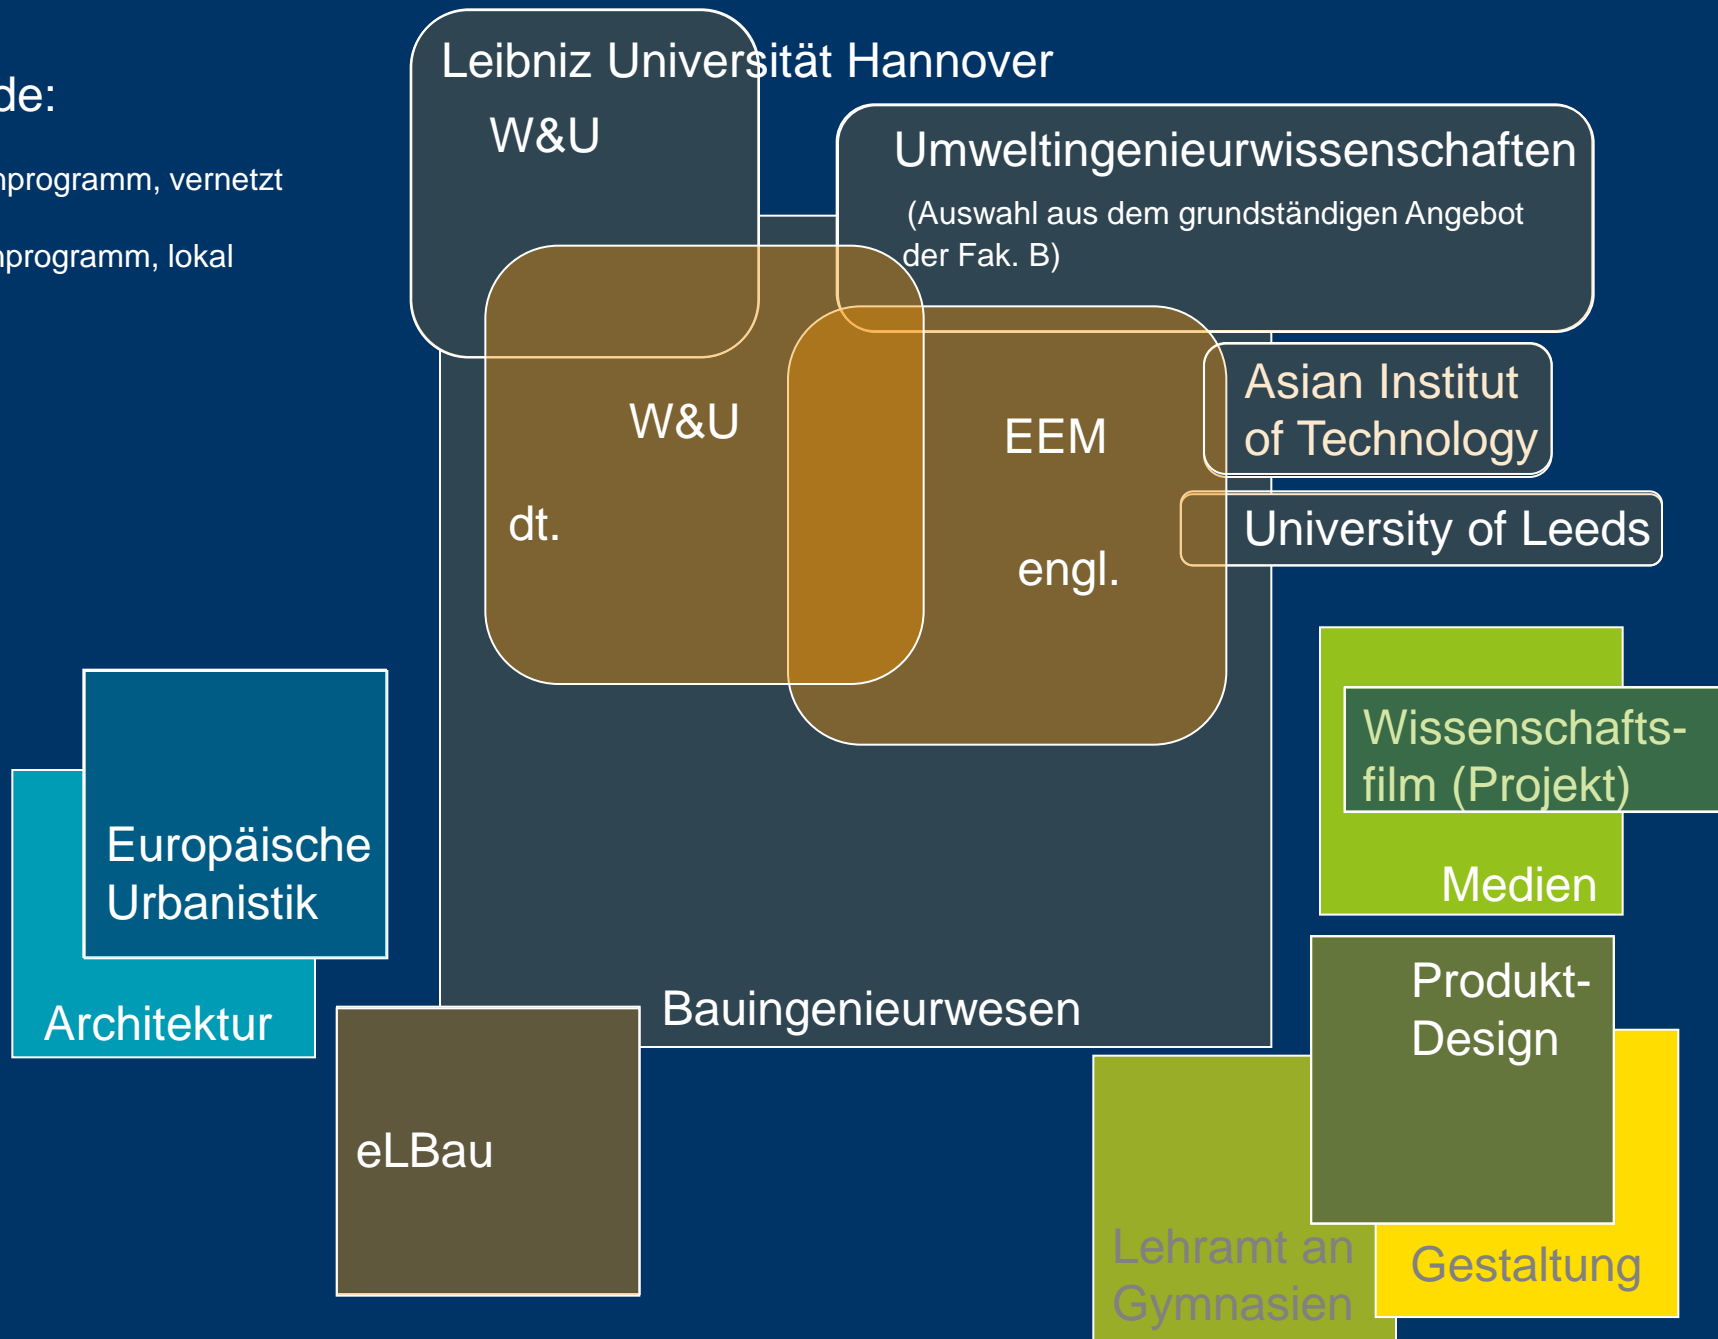 Leibniz Universität Hannover
de:
W&U
Umweltingenieurwissenschaften
nprogramm, vernetzt
(Auswahl aus dem grundständigen Angebot
der Fak. B)
nprogramm, lokal
Asian Institut
of Technology
W&U
EEM
dt.
University of Leeds
engl.
Wissenschafts-
film (Projekt)
Europäische
Urbanistik
Medien
Architektur
Bauingenieurwesen
Produkt-
Design
eLBau
Lehramt an
Gymnasien
Gestaltung